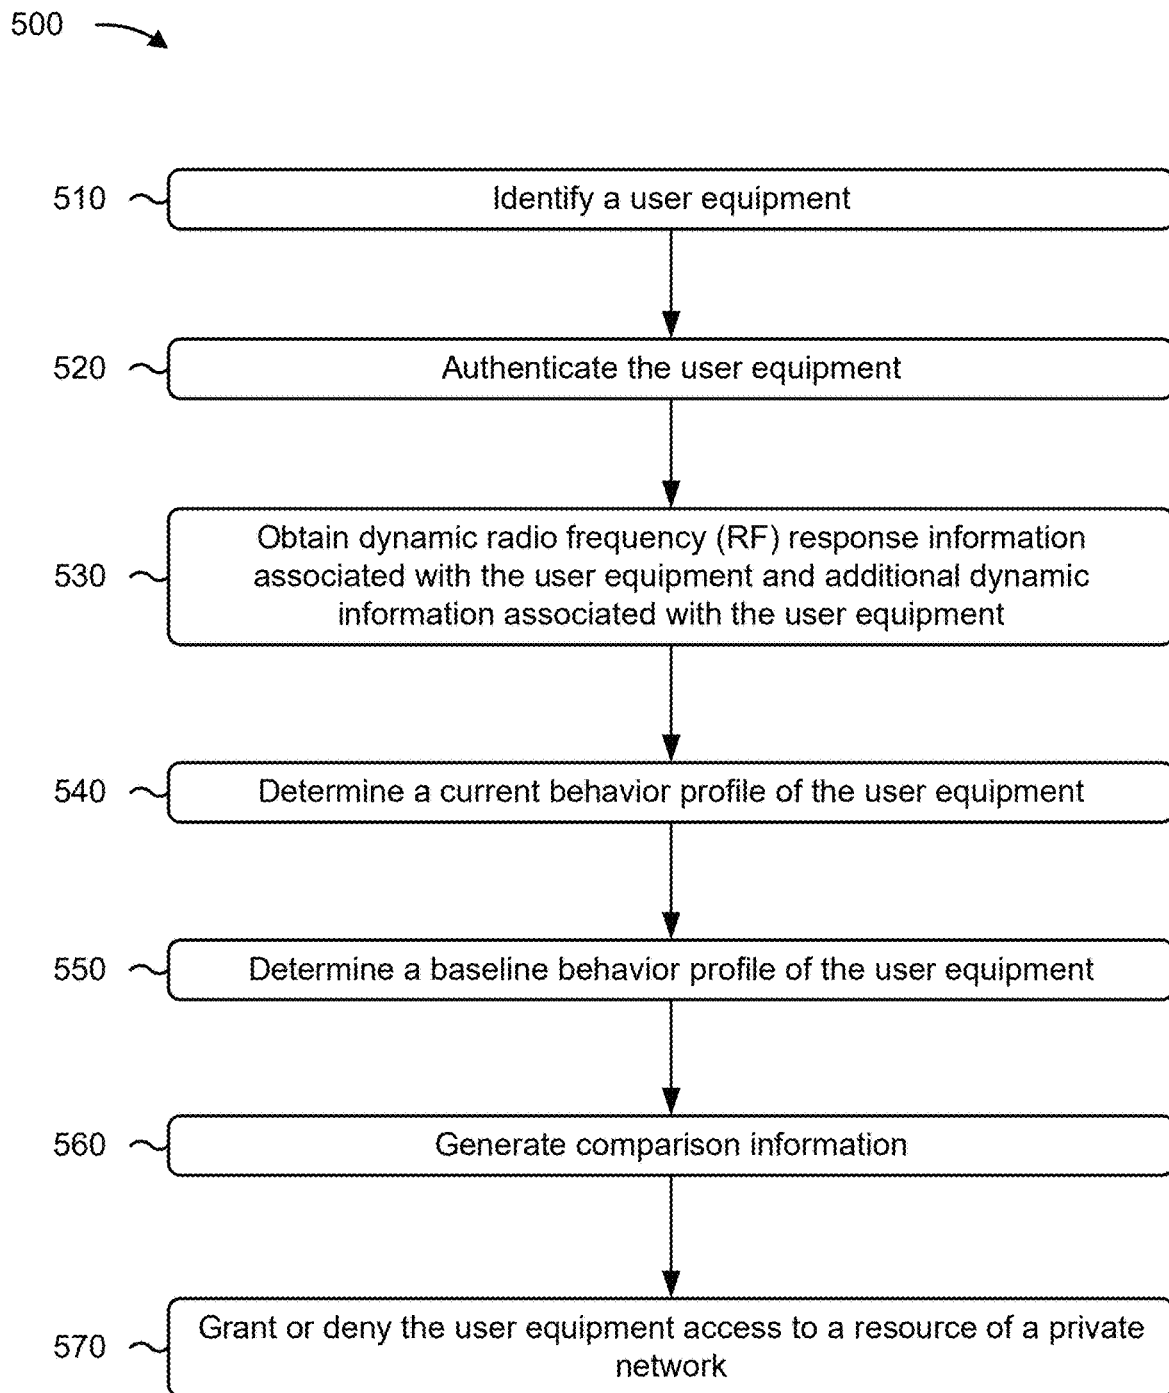 500
510
Identify a user equipment
520
Authenticate the user equipment
530
Obtain dynamic radio frequency (RF) response information
associated with the user equipment and additional dynamic
information associated with the user equipment
540
Determine a current behavior profile of the user equipment
550
Determine a baseline behavior profile of the user equipment
560
Generate comparison information
570
Grant or deny the user equipment access to a resource of a private
network